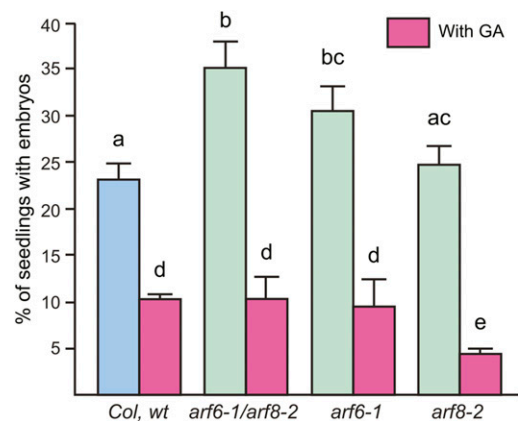 % of seedlings with embryos
40
35
30
25
20
15
10
5
With GA
a
d
b
d
bc
d
ac
e
Col, wt
arf6-1/arf8-2
arf6-1
arf8-2